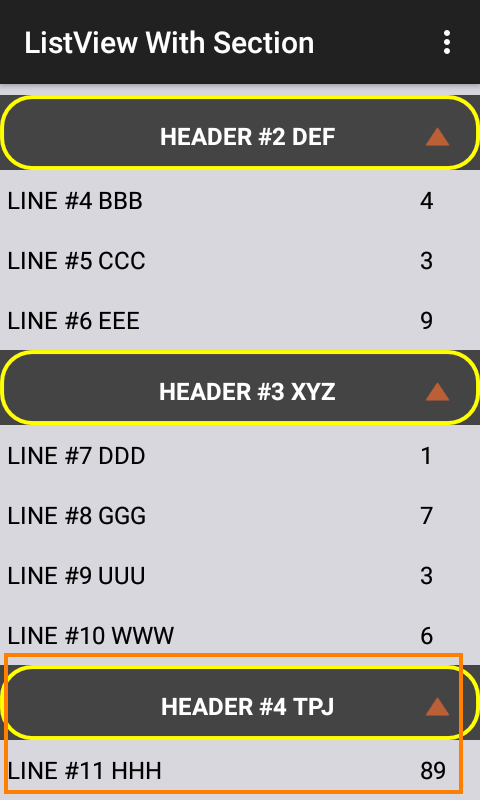 ListView With Section
HEADER #2 DEF
LINE #4 BBB 4
LINE #5 CCC 3
LINE #6 EEE 9
HEADER #3 XYZ
LINE #7 DDD 1
LINE #8 GGG 7
LINE #9 UUU 3
LINE #10 WWW 6
HEADER #4 TPJ
LINE #11 HHH 89